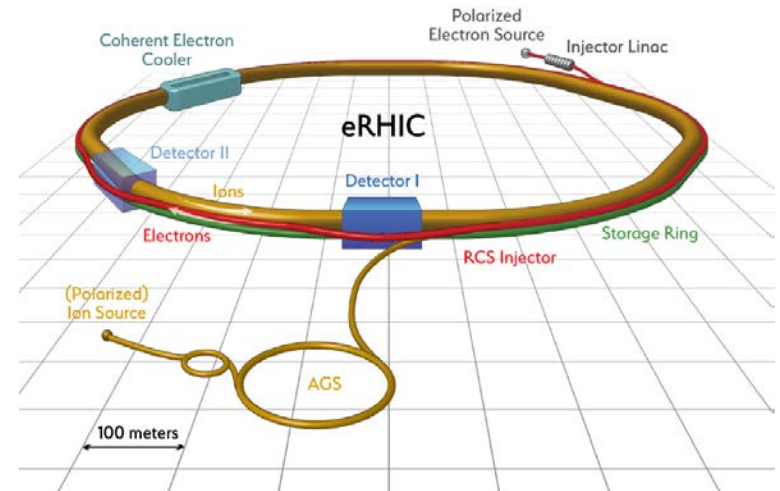 Polarized
Electron Source
Injector Linac
Coherent Electron
Cooler
eRHIC
Detector II
Detector I
Ions
Electrons
Storage Ring
RCS Injector
(Polarized)
Ion Source
AGS
100 meters